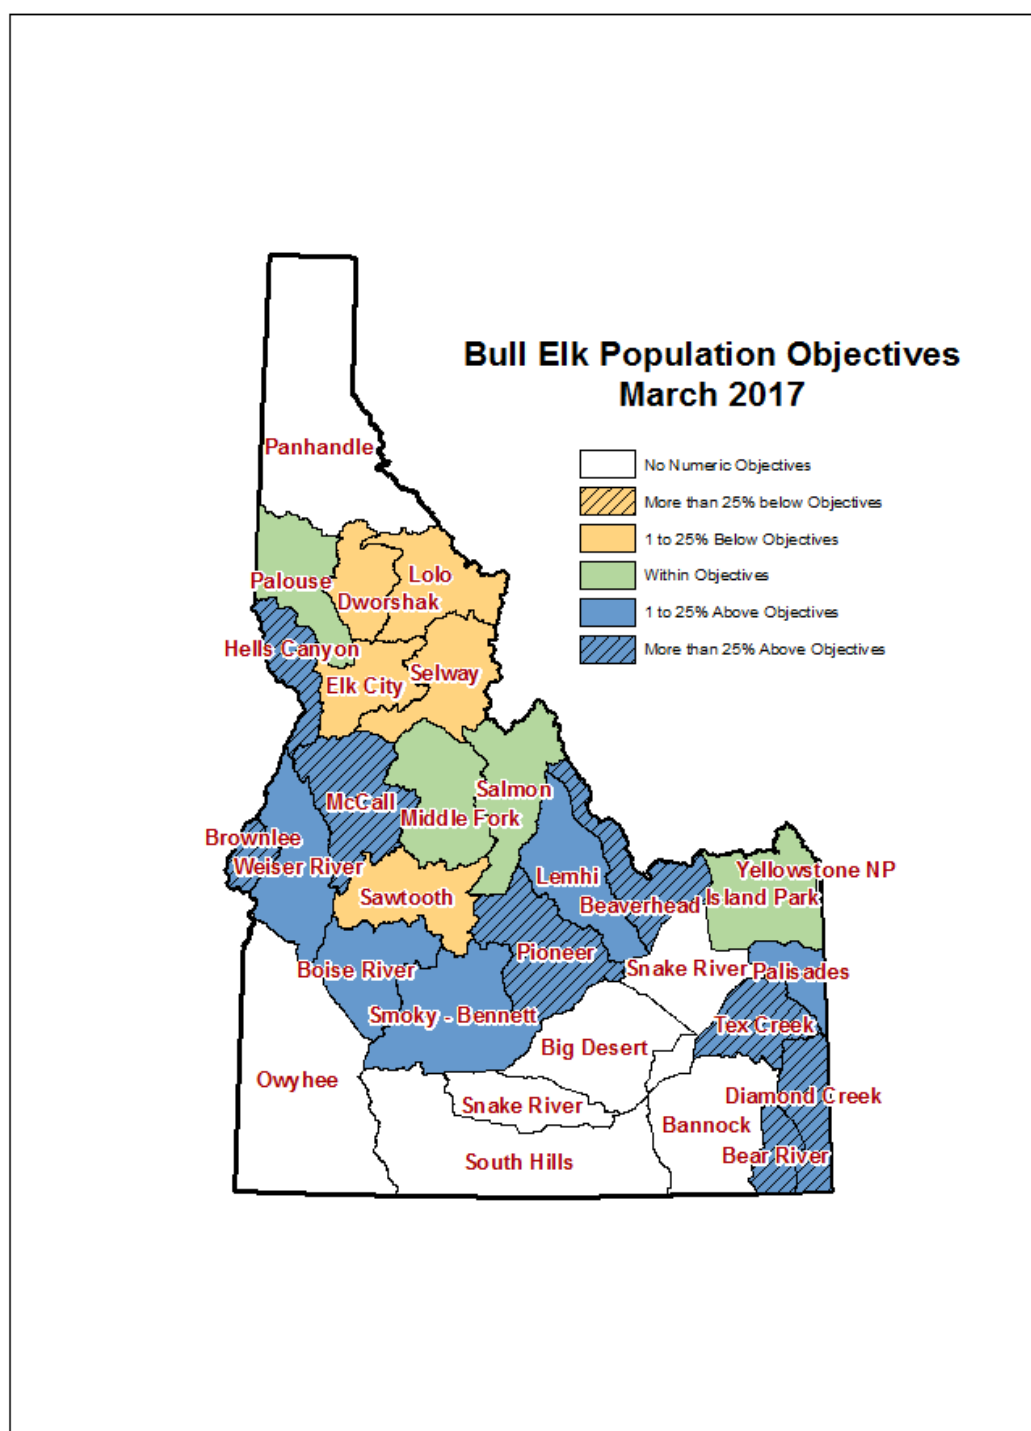 Bull Elk Population Objectives
March 2017
No Numeric Objectives
More than 25% below Objectives
1 to 25% Below Objectives
Within Objectives
1 to 25% Above Objectives
More than 25% Above Objectives
Panhandle
Palouse
Lolo
Dworshak
Hells Canyon
Elk City
Selway
McCall
Salmon
Middle Fork
Brownlee
Weiser River
Sawtooth
Lemhi
Beaverhead
Yellowstone NP
Island Park
Boise River
Pioneer
Snake River
Palisades
Smoky - Bennett
Tex Creek
Big Desert
Owyhee
Snake River
Diamond Creek
Bannock
Bear River
South Hills